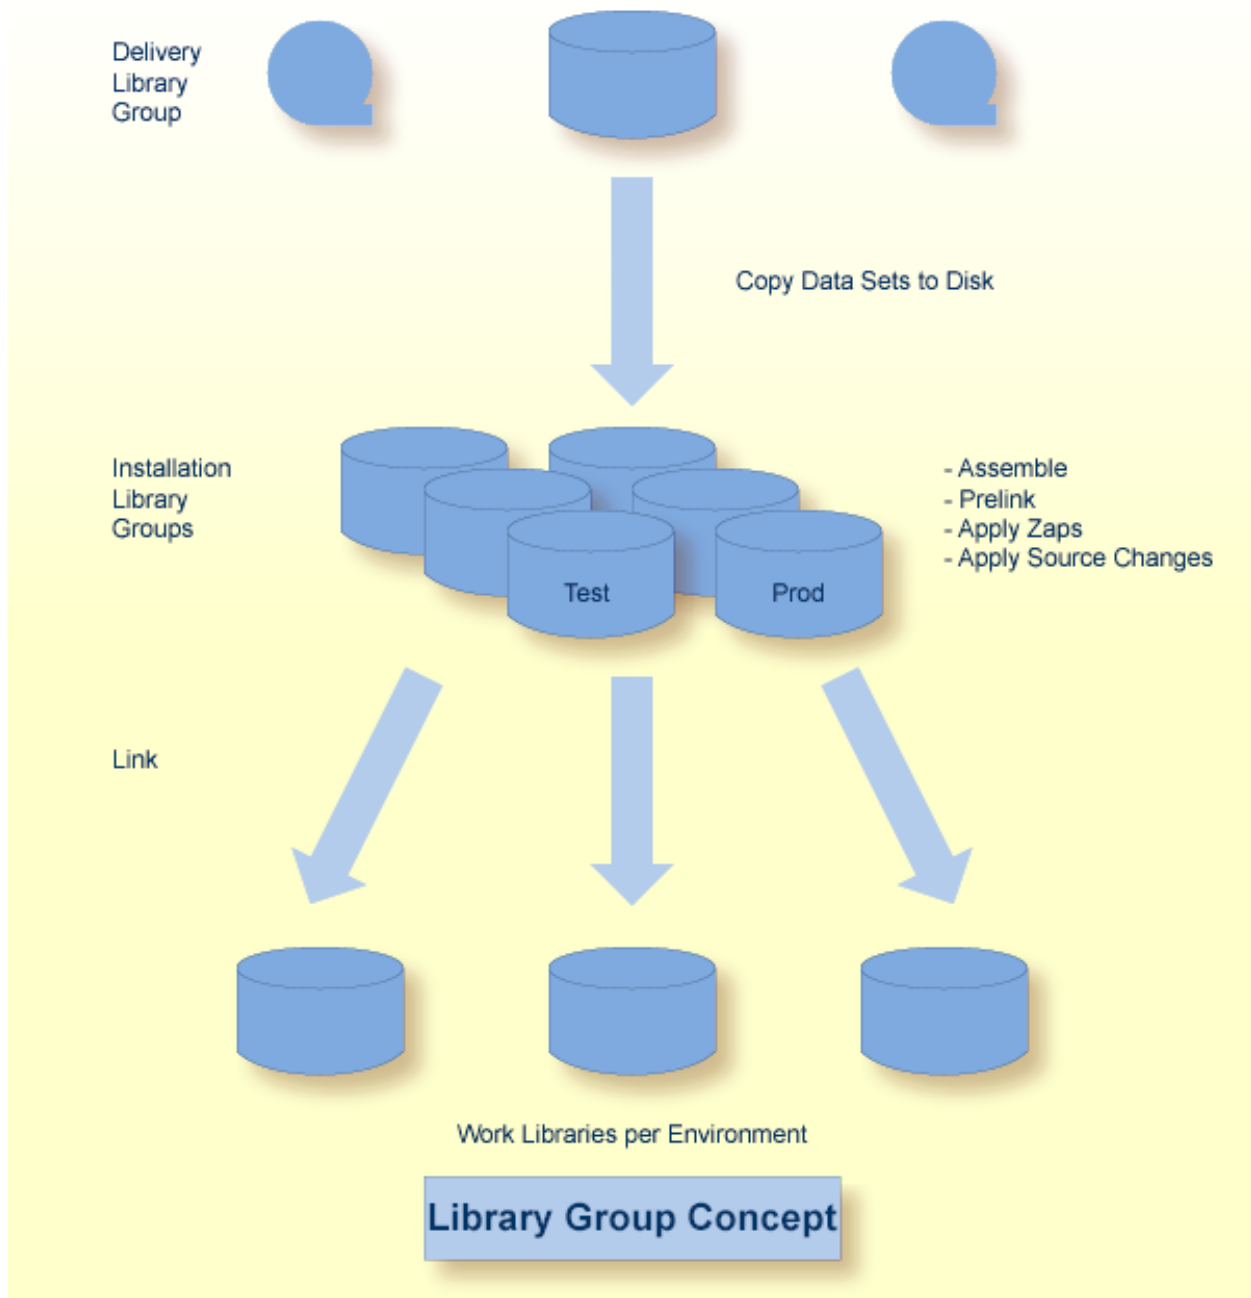 Delivery
Library
Group
Copy Data Sets to Disk
Installation
Library
Groups
- Assemble
- Prelink
- Apply Zaps
- Apply Source Changes
Test
Prod
Link
Work Libraries per Environment
Library Group Concept